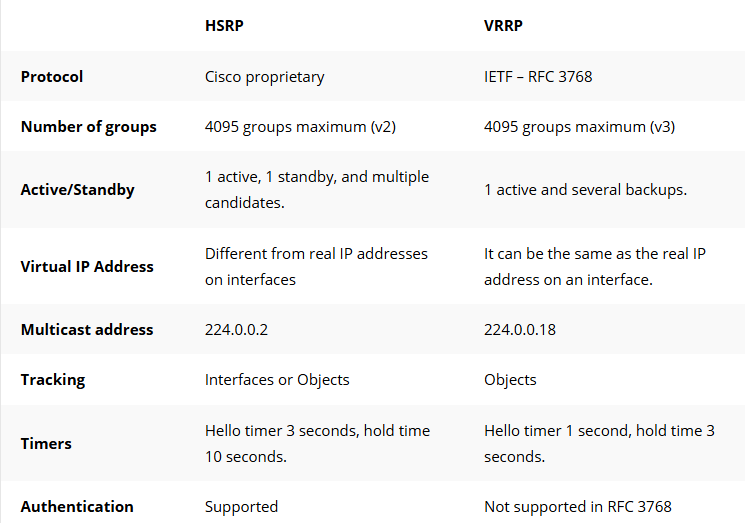 HSRP VRRP
Protocol Cisco proprietary IETF – RFC 3768
Number of groups 4095 groups maximum (v2) 4095 groups maximum (v3)
Active/Standby 1 active, 1 standby, and multiple
candidates. 1 active and several backups.
Virtual IP Address Different from real IP addresses
on interfaces It can be the same as the real IP
address on an interface.
Multicast address 224.0.0.2 224.0.0.18
Tracking Interfaces or Objects Objects
Timers Hello timer 3 seconds, hold time
10 seconds. Hello timer 1 second, hold time 3
seconds.
Authentication Supported Not supported in RFC 3768